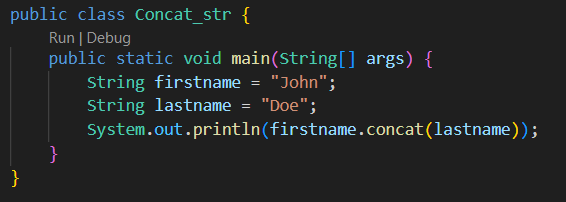 public class Concat_str {
Run | Debug
public static void main(String[] args) {
String firstname = "John";
String lastname = "Doe";
System.out.println(firstname.concat(lastname));
}
}